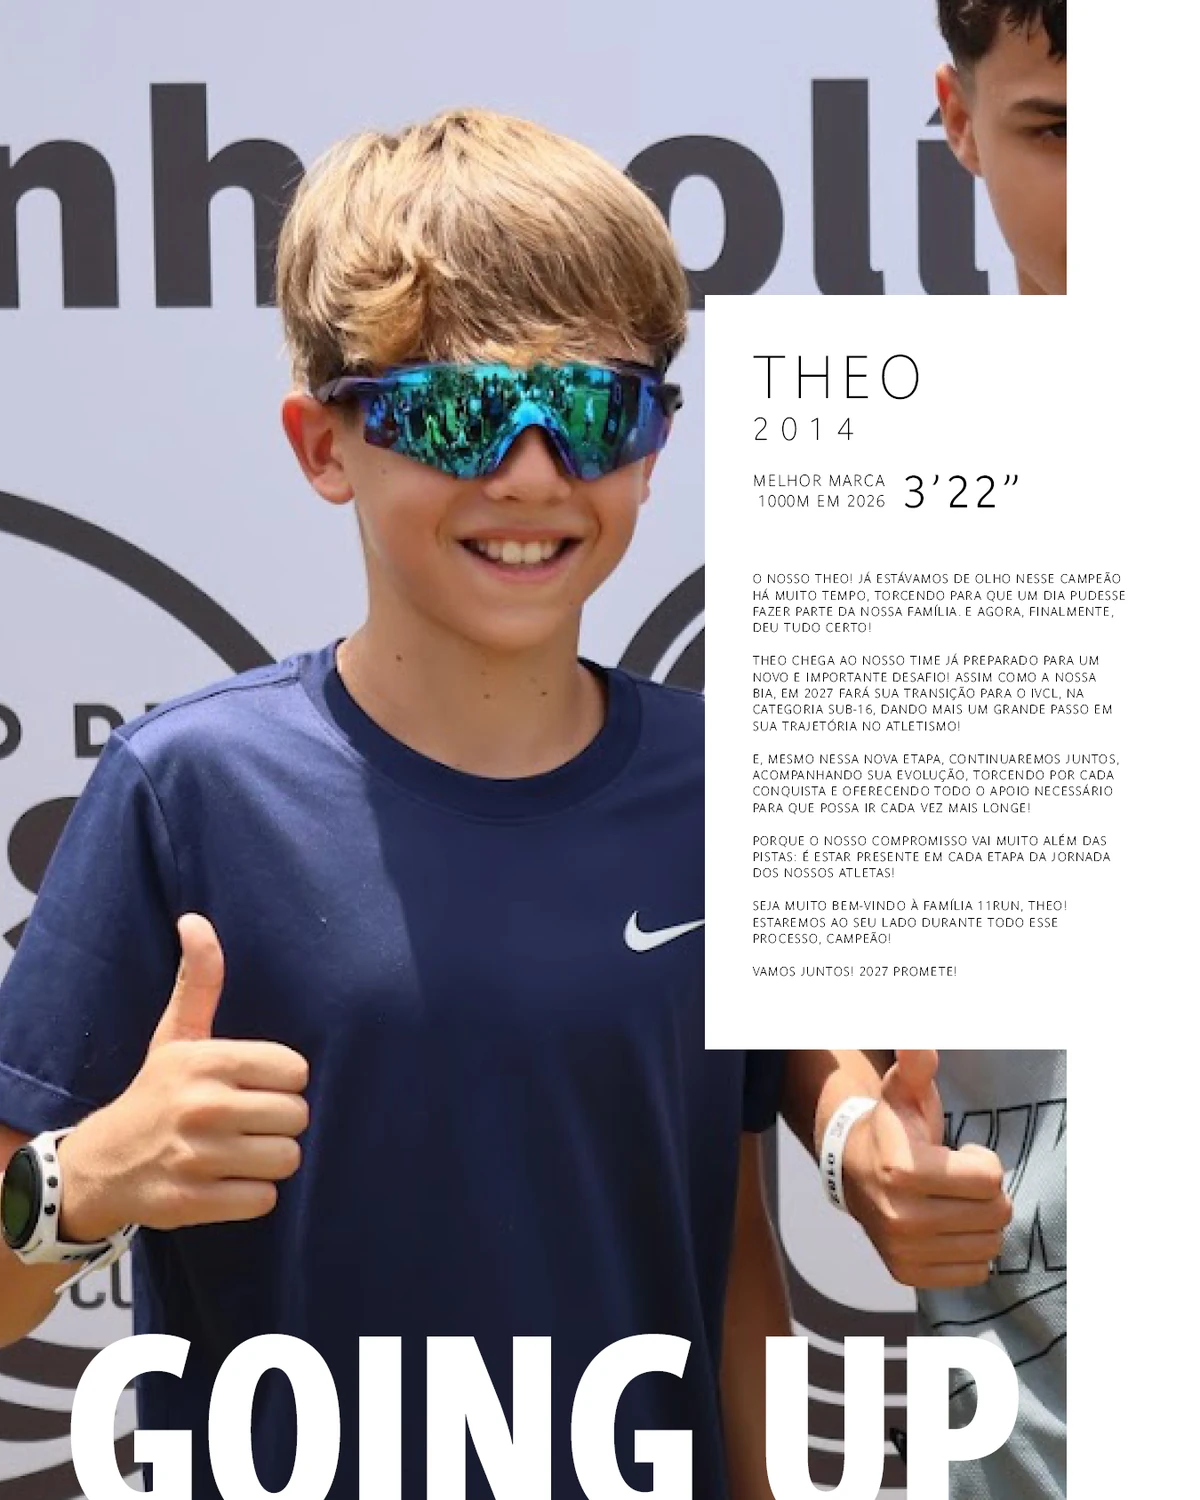 nh olí
THEO
2014
MELHOR MARCA
1000M EM 2026
3’22”
O NOSSO THEO! JÁ ESTÁVAMOS DE OLHO NESSE CAMPEÃO
HÁ MUITO TEMPO, TORCENDO PARA QUE UM DIA PUDESSE
FAZER PARTE DA NOSSA FAMÍLIA. E AGORA, FINALMENTE,
DEU TUDO CERTO!
THEO CHEGA AO NOSSO TIME JÁ PREPARADO PARA UM
NOVO E IMPORTANTE DESAFIO! ASSIM COMO A NOSSA
BIA, EM 2027 FARÁ SUA TRANSIÇÃO PARA O IVCL, NA
CATEGORIA SUB-16, DANDO MAIS UM GRANDE PASSO EM
SUA TRAJETÓRIA NO ATLETISMO!
E, MESMO NESSA NOVA ETAPA, CONTINUAREMOS JUNTOS,
ACOMPANHANDO SUA EVOLUÇÃO, TORCENDO POR CADA
CONQUISTA E OFERECENDO TODO O APOIO NECESSÁRIO
PARA QUE POSSA IR CADA VEZ MAIS LONGE!
PORQUE O NOSSO COMPROMISSO VAI MUITO ALÉM DAS
PISTAS: É ESTAR PRESENTE EM CADA ETAPA DA JORNADA
DOS NOSSOS ATLETAS!
SEJA MUITO BEM-VINDO À FAMÍLIA 11RUN, THEO!
ESTAREMOS AO SEU LADO DURANTE TODO ESSE
PROCESSO, CAMPEÃO!
VAMOS JUNTOS! 2027 PROMETE!
GOING UP